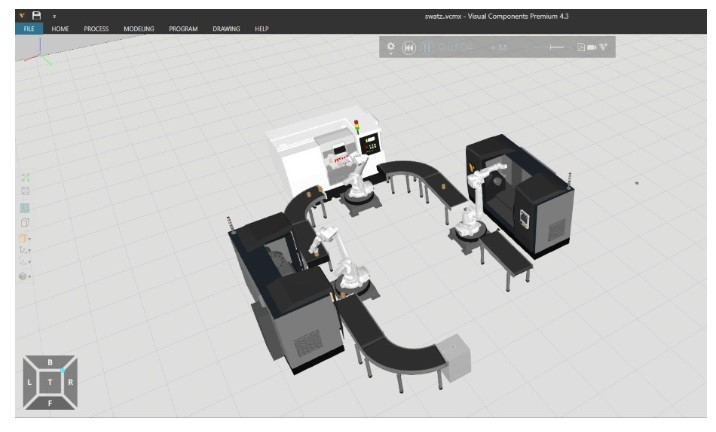 swatz.vcmx - Visual Components Premium 4.3
FILE HOME PROCESS MODELING PROGRAM DRAWING HELP
B
L T R
F